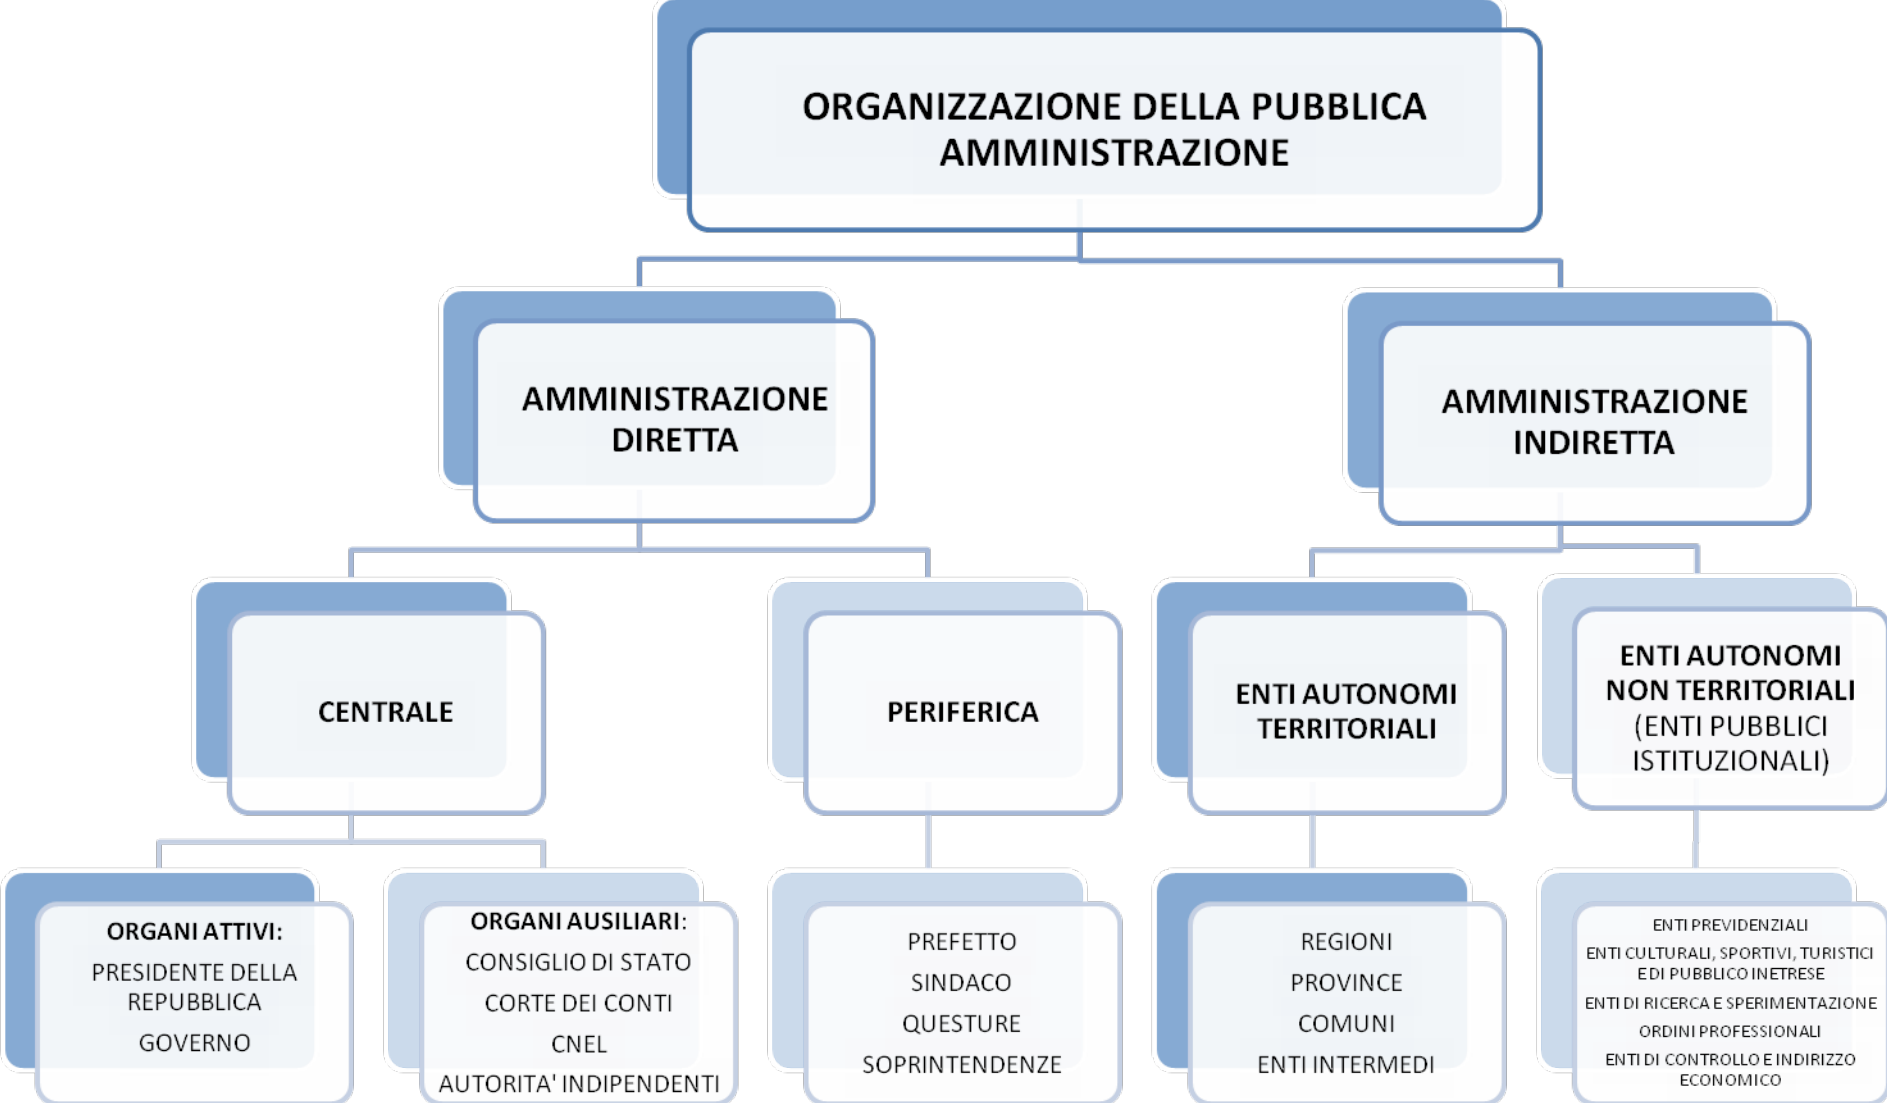 ORGANIZZAZIONE DELLA PUBBLICA
AMMINISTRAZIONE
AMMINISTRAZIONE
DIRETTA
AMMINISTRAZIONE
INDIRETTA
CENTRALE
PERIFERICA
ENTI AUTONOMI
TERRITORIALI
ENTI AUTONOMI
NON TERRITORIALI
(ENTI PUBBLICI
ISTITUZIONALI)
ORGANI ATTIVI:
PRESIDENTE DELLA
REPUBBLICA
GOVERNO
ORGANI AUSILIARI:
CONSIGLIO DI STATO
CORTE DEI CONTI
CNEL
AUTORITA' INDIPENDENTI
PREFETTO
SINDACO
QUESTURE
SOPRINTENDENZE
REGIONI
PROVINCE
COMUNI
ENTI INTERMEDI
ENTI PREVIDENZIALI
ENTI CULTURALI, SPORTIVI, TURISTICI
E DI PUBBLICO INETRESE
ENTI DI RICERCA E SPERIMENTAZIONE
ORDINI PROFESSIONALI
ENTI DI CONTROLLO E INDIRIZZO
ECONOMICO